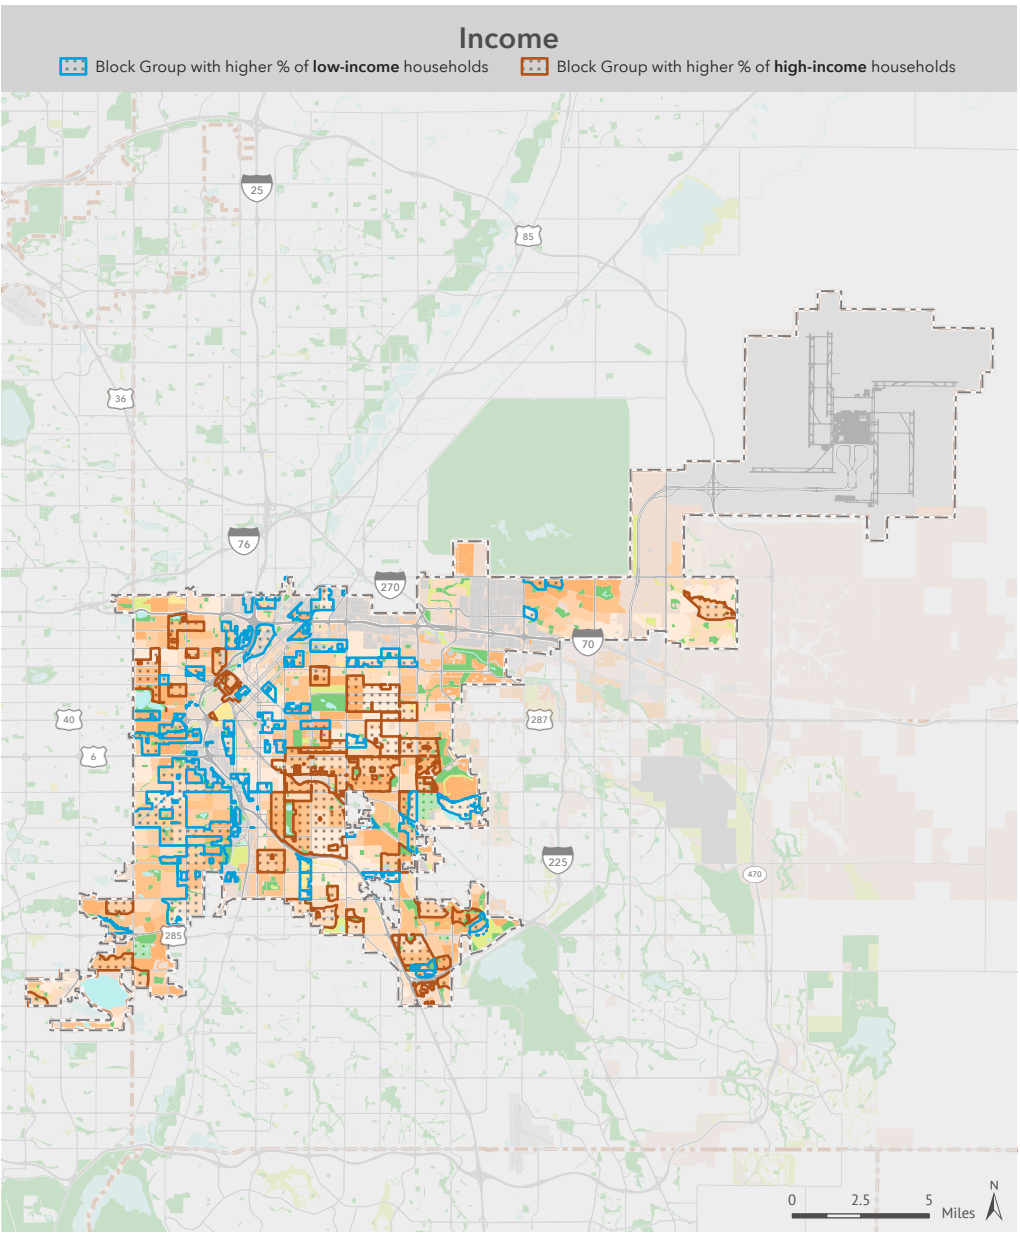 Income
Block Group with higher % of low-income households
Block Group with higher % of high-income households
25
85
36
76
270
70
40
287
6
225
470
285
N
0 2.5 5
Miles